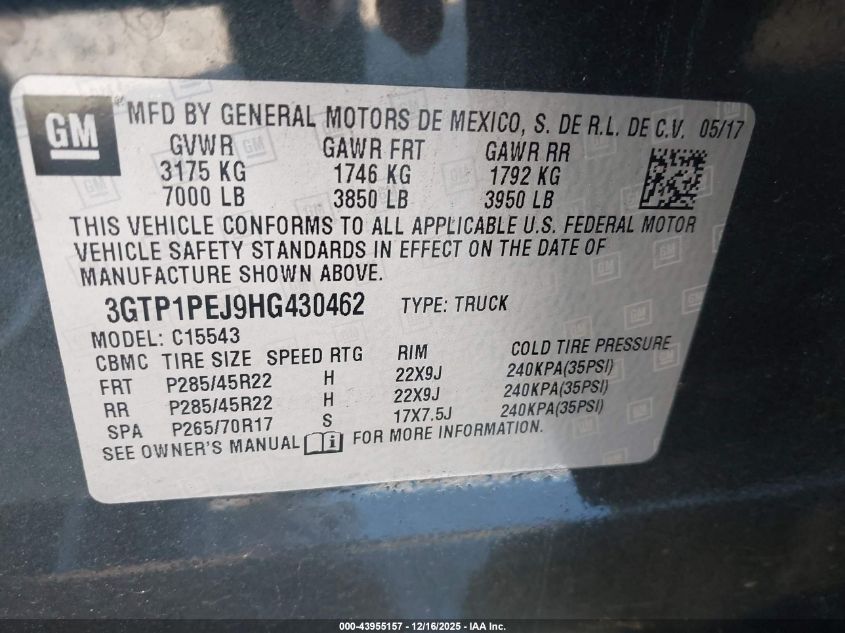 GM
MFD BY GENERAL MOTORS DE MEXICO, S. DE R.L. DE C.V. 05/17
GVWR GAWR FRT GAWR RR
3175 KG 1746 KG 1792 KG
7000 LB 3850 LB 3950 LB
THIS VEHICLE CONFORMS TO ALL APPLICABLE U.S. FEDERAL MOTOR
VEHICLE SAFETY STANDARDS IN EFFECT ON THE DATE OF
MANUFACTURE SHOWN ABOVE.
3GTP1PEJ9HG430462 TYPE: TRUCK
MODEL: C15543
CBMC TIRE SIZE SPEED RTG RIM COLD TIRE PRESSURE
FRT P285/45R22 H 22X9J 240KPA(35PSI)
RR P285/45R22 H 22X9J 240KPA(35PSI)
SPA P265/70R17 S 17X7.5J 240KPA(35PSI)
SEE OWNER'S MANUAL FOR MORE INFORMATION.
000-43955157 - 12/16/2025 - IAA Inc.